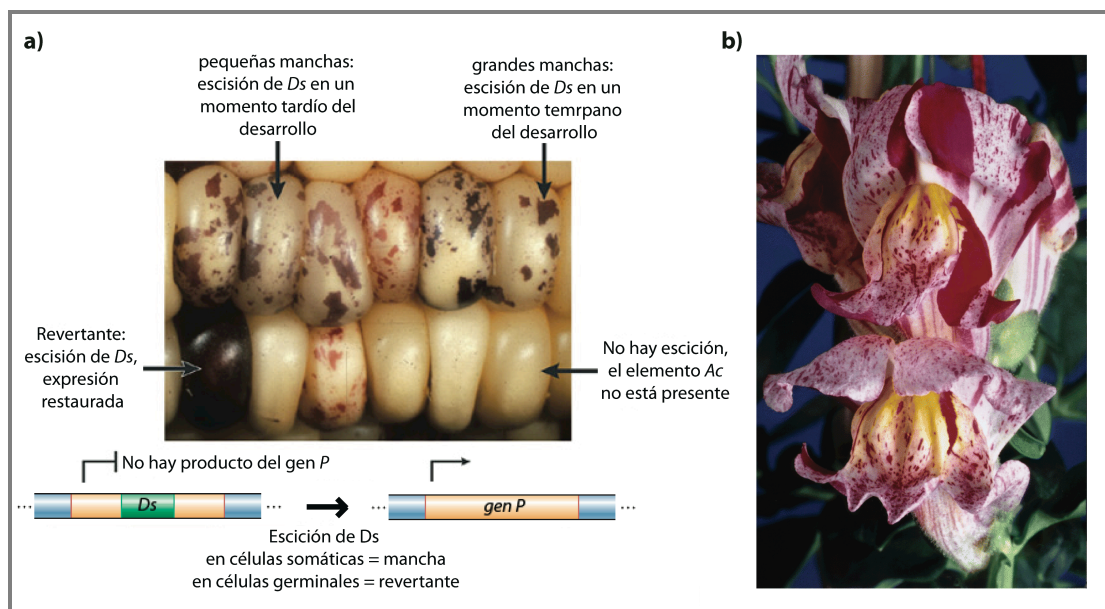 a)
pequeñas manchas:
escisión de Ds en un
momento tardío del
desarrollo
grandes manchas:
escisión de Ds en un
momento temrpano
del desarrollo
Revertante:
escisión de Ds,
expresión
restaurada
No hay escición,
el elemento Ac
no está presente
No hay producto del gen P
... Ds ...
... gen P ...
Escición de Ds
en células somáticas = mancha
en células germinales = revertante
b)